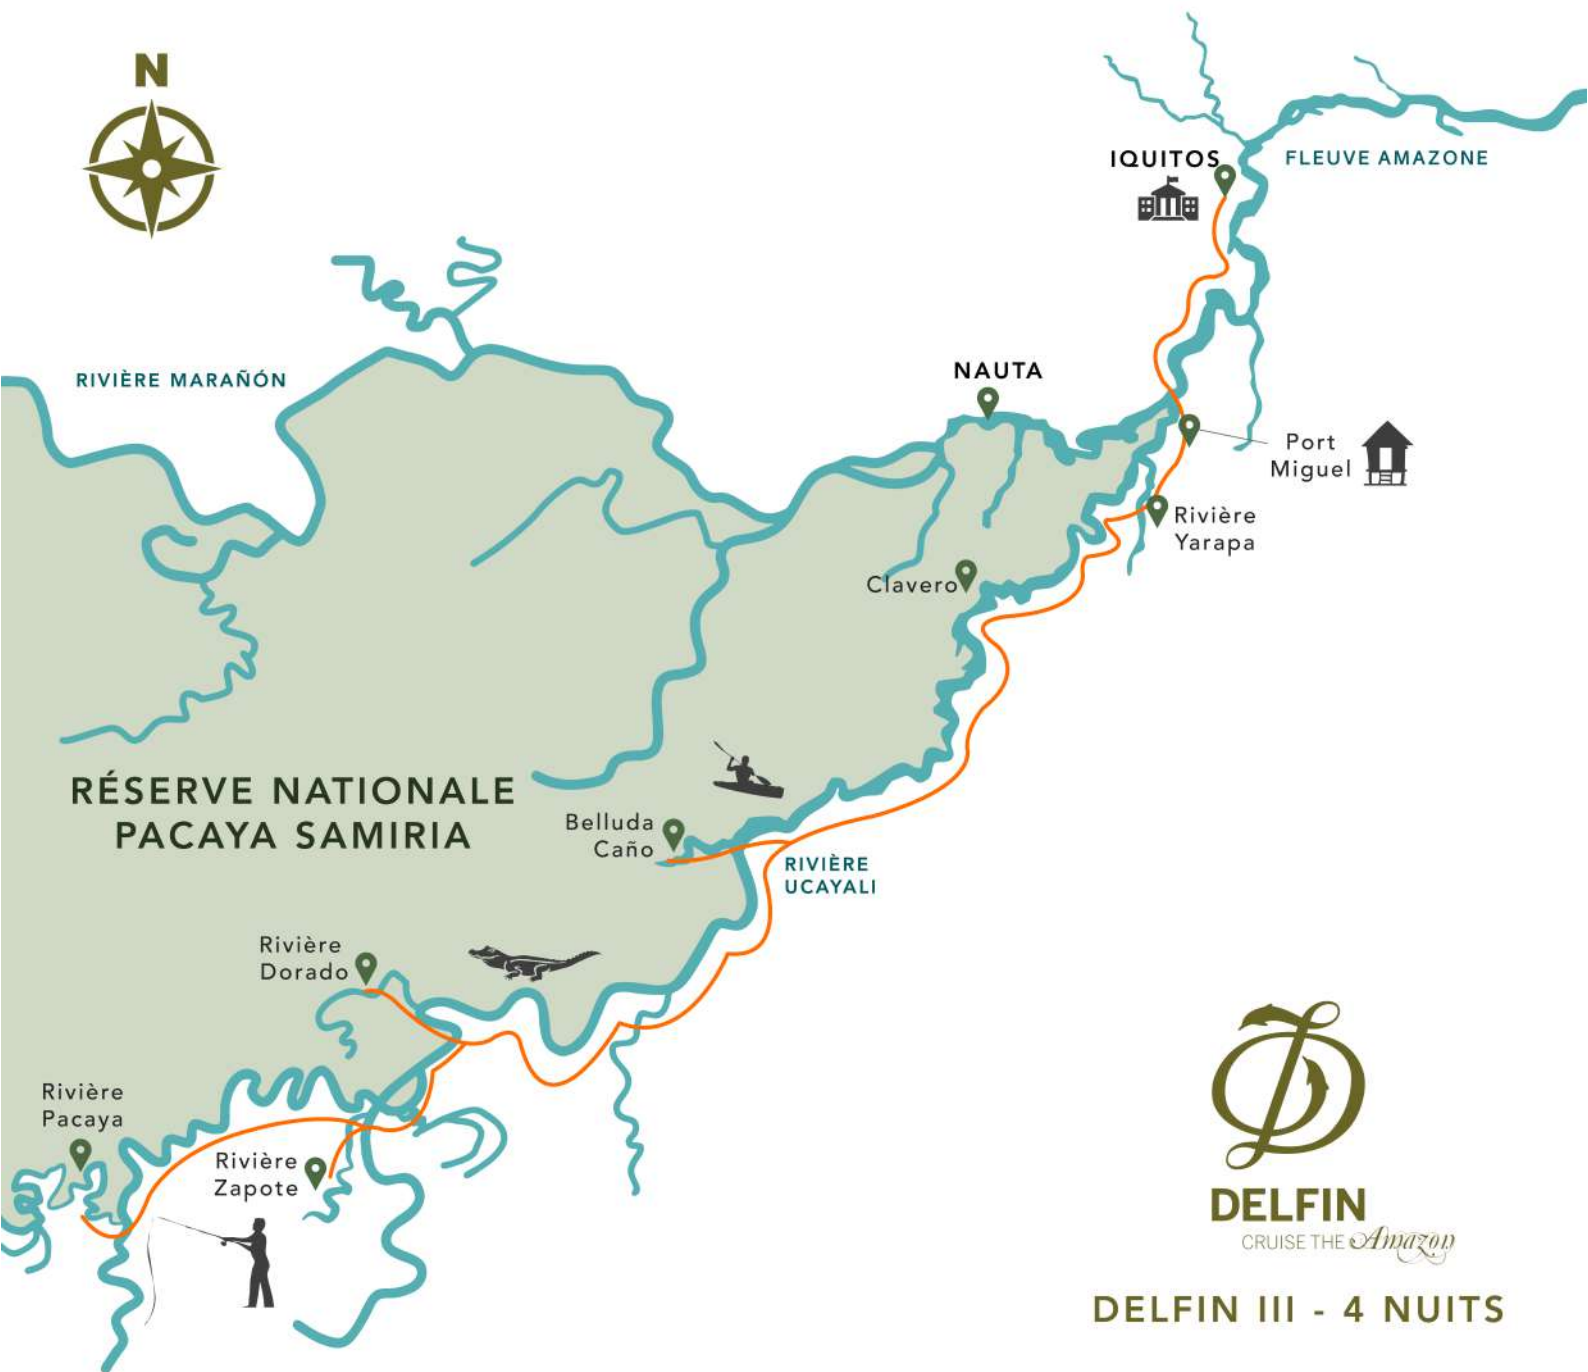 N
IQUITOS
FLEUVE AMAZONE
RIVIÈRE MARAÑÓN
NAUTA
Port
Miguel
Rivière
Yarapa
Clavero
RÉSERVE NATIONALE
PACAYA SAMIRIA
Belluda
Caño
RIVIÈRE
UCAYALI
Rivière
Dorado
Rivière
Pacaya
Rivière
Zapote
DELFIN
CRUISE THE Amazon
DELFIN III - 4 NUITS